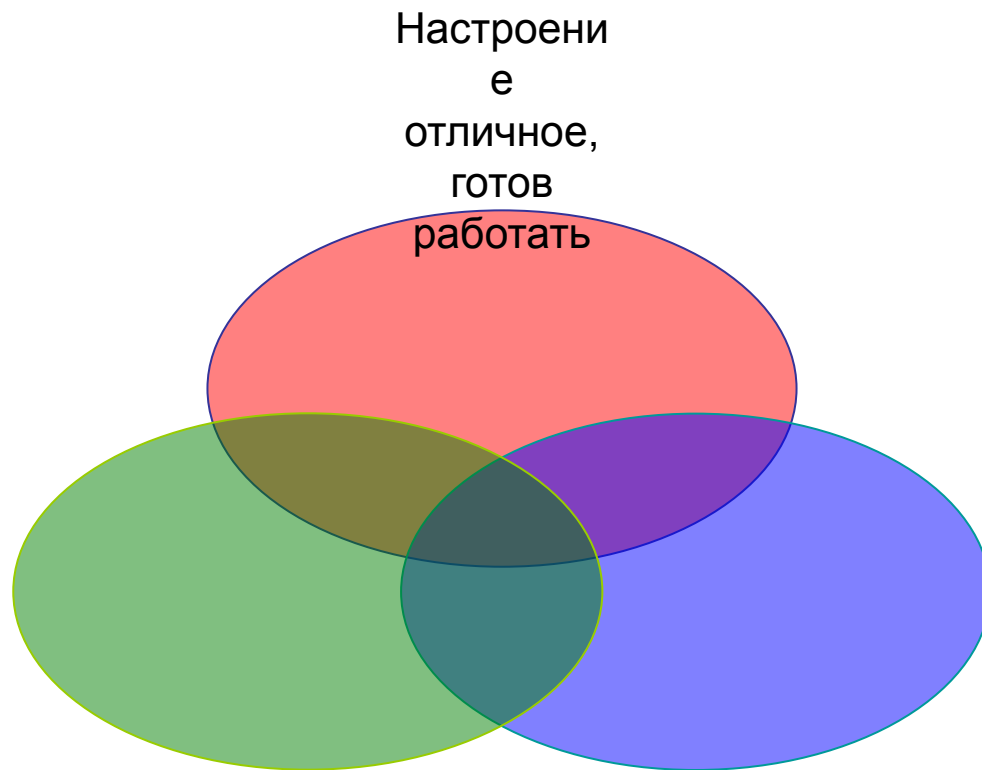 Настроени
е
отличное,
готов
работать